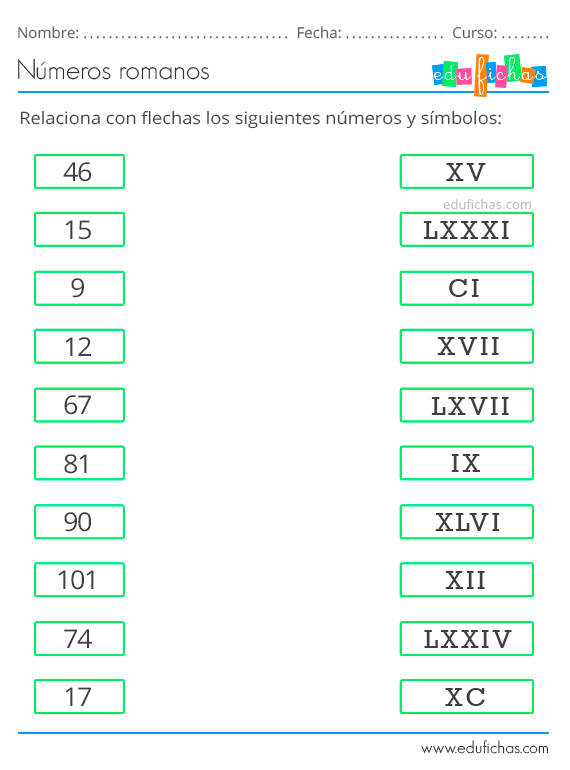 Nombre: ................................ Fecha: ................ Curso: ........
Números romanos
edufichas
Relaciona con flechas los siguientes números y símbolos:
46 XV
edufichas.com
15 LXXXI
9 CI
12 XVII
67 LXVII
81 IX
90 XLVI
101 XII
74 LXXIV
17 XC
www.edufichas.com